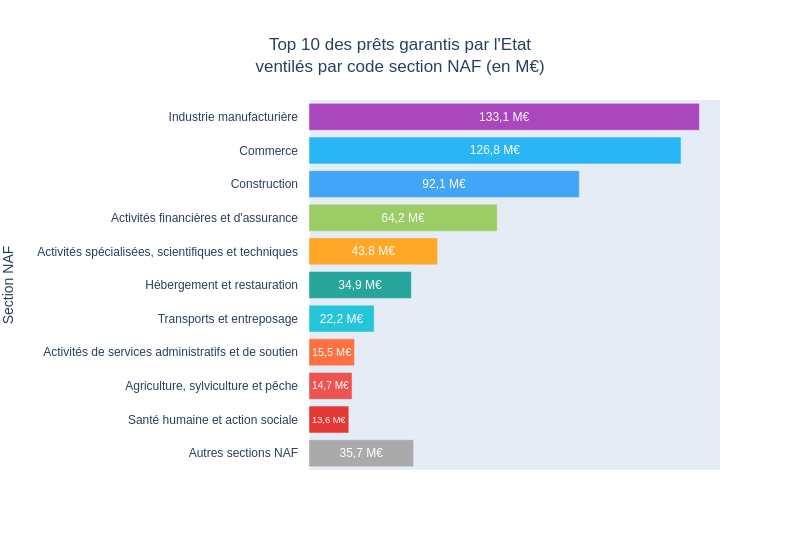 Top 10 des prêts garantis par l'Etat
ventilés par code section NAF (en M€)
Section NAF
Industrie manufacturière 133,1 M€
Commerce 126,8 M€
Construction 92,1 M€
Activités financières et d'assurance 64,2 M€
Activités spécialisées, scientifiques et techniques 43,8 M€
Hébergement et restauration 34,9 M€
Transports et entreposage 22,2 M€
Activités de services administratifs et de soutien 15,5 M€
Agriculture, sylviculture et pêche 14,7 M€
Santé humaine et action sociale 13,6 M€
Autres sections NAF 35,7 M€